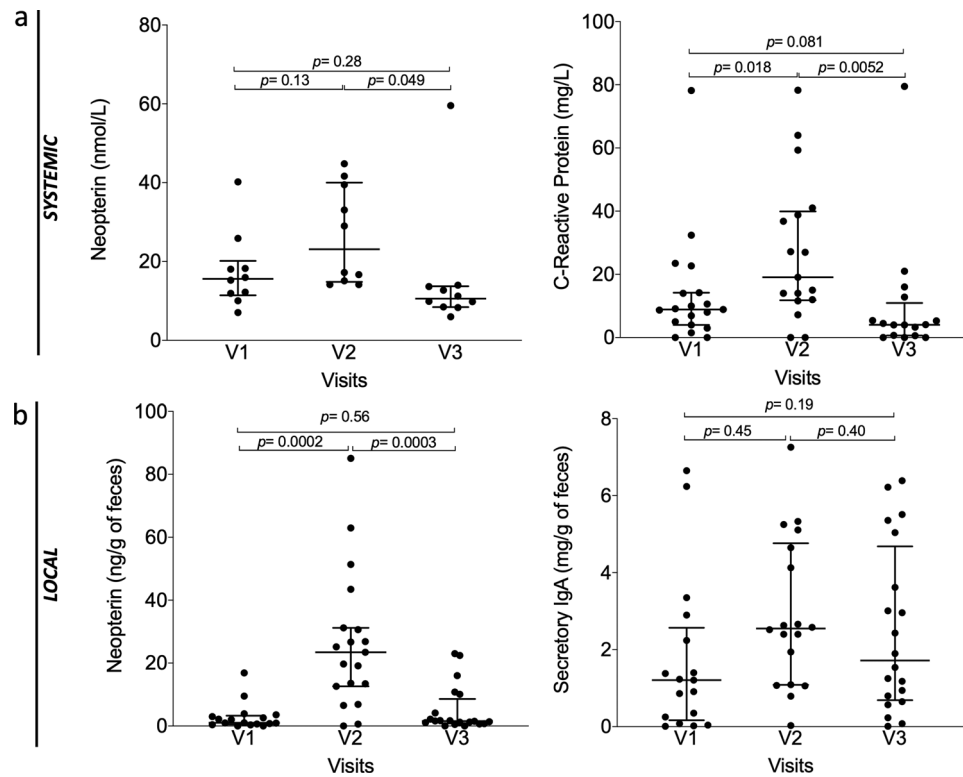 a
SYSTEMIC
Neopterin (nmol/L)
80
60
40
20
0
p= 0.28
p= 0.13
p= 0.049
V1
V2
V3
Visits
C-Reactive Protein (mg/L)
100
80
60
40
20
0
p= 0.081
p= 0.018
p= 0.0052
V1
V2
V3
Visits
b
LOCAL
Neopterin (ng/g of feces)
100
80
60
40
20
0
p= 0.56
p= 0.0002
p= 0.0003
V1
V2
V3
Visits
Secretory IgA (mg/g of feces)
8
6
4
2
0
p= 0.19
p= 0.45
p= 0.40
V1
V2
V3
Visits